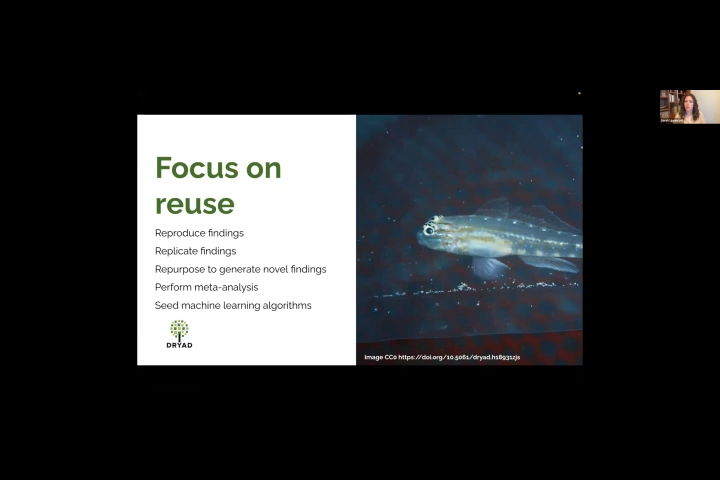 Focus on
reuse
Reproduce findings
Replicate findings
Repurpose to generate novel findings
Perform meta-analysis
Seed machine learning algorithms
DRYAD
Image CC0 https://doi.org/10.5061/dryad.h18931zjs